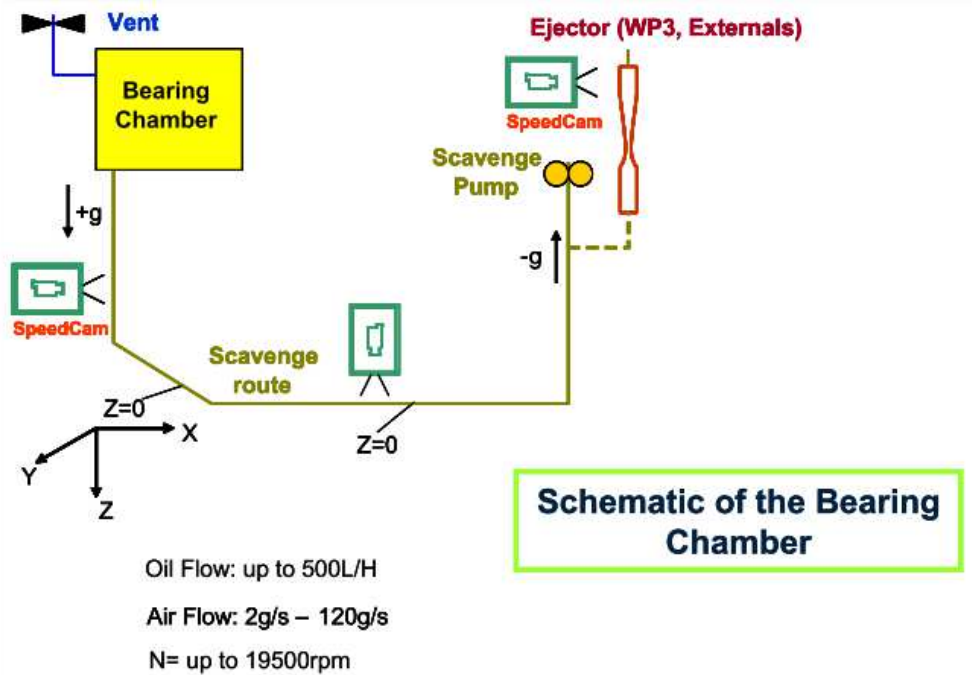 Vent
Ejector (WP3, Externals)
Bearing
Chamber
SpeedCam
Scavenge
Pump
+g
-g
SpeedCam
Scavenge
route
Z=0
Z=0
X
Y
Z
Schematic of the Bearing
Chamber
Oil Flow: up to 500L/H
Air Flow: 2g/s – 120g/s
N= up to 19500rpm